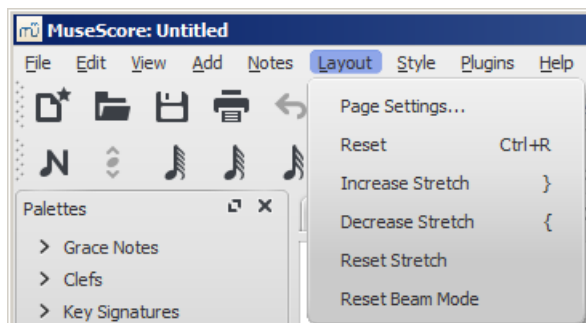 mü MuseScore: Untitled
File Edit View Add Notes Layout Style Plugins Help
Page Settings...
Reset Ctrl+R
Increase Stretch }
Decrease Stretch {
Reset Stretch
Reset Beam Mode
N
Palettes
Grace Notes
Clefs
Key Signatures